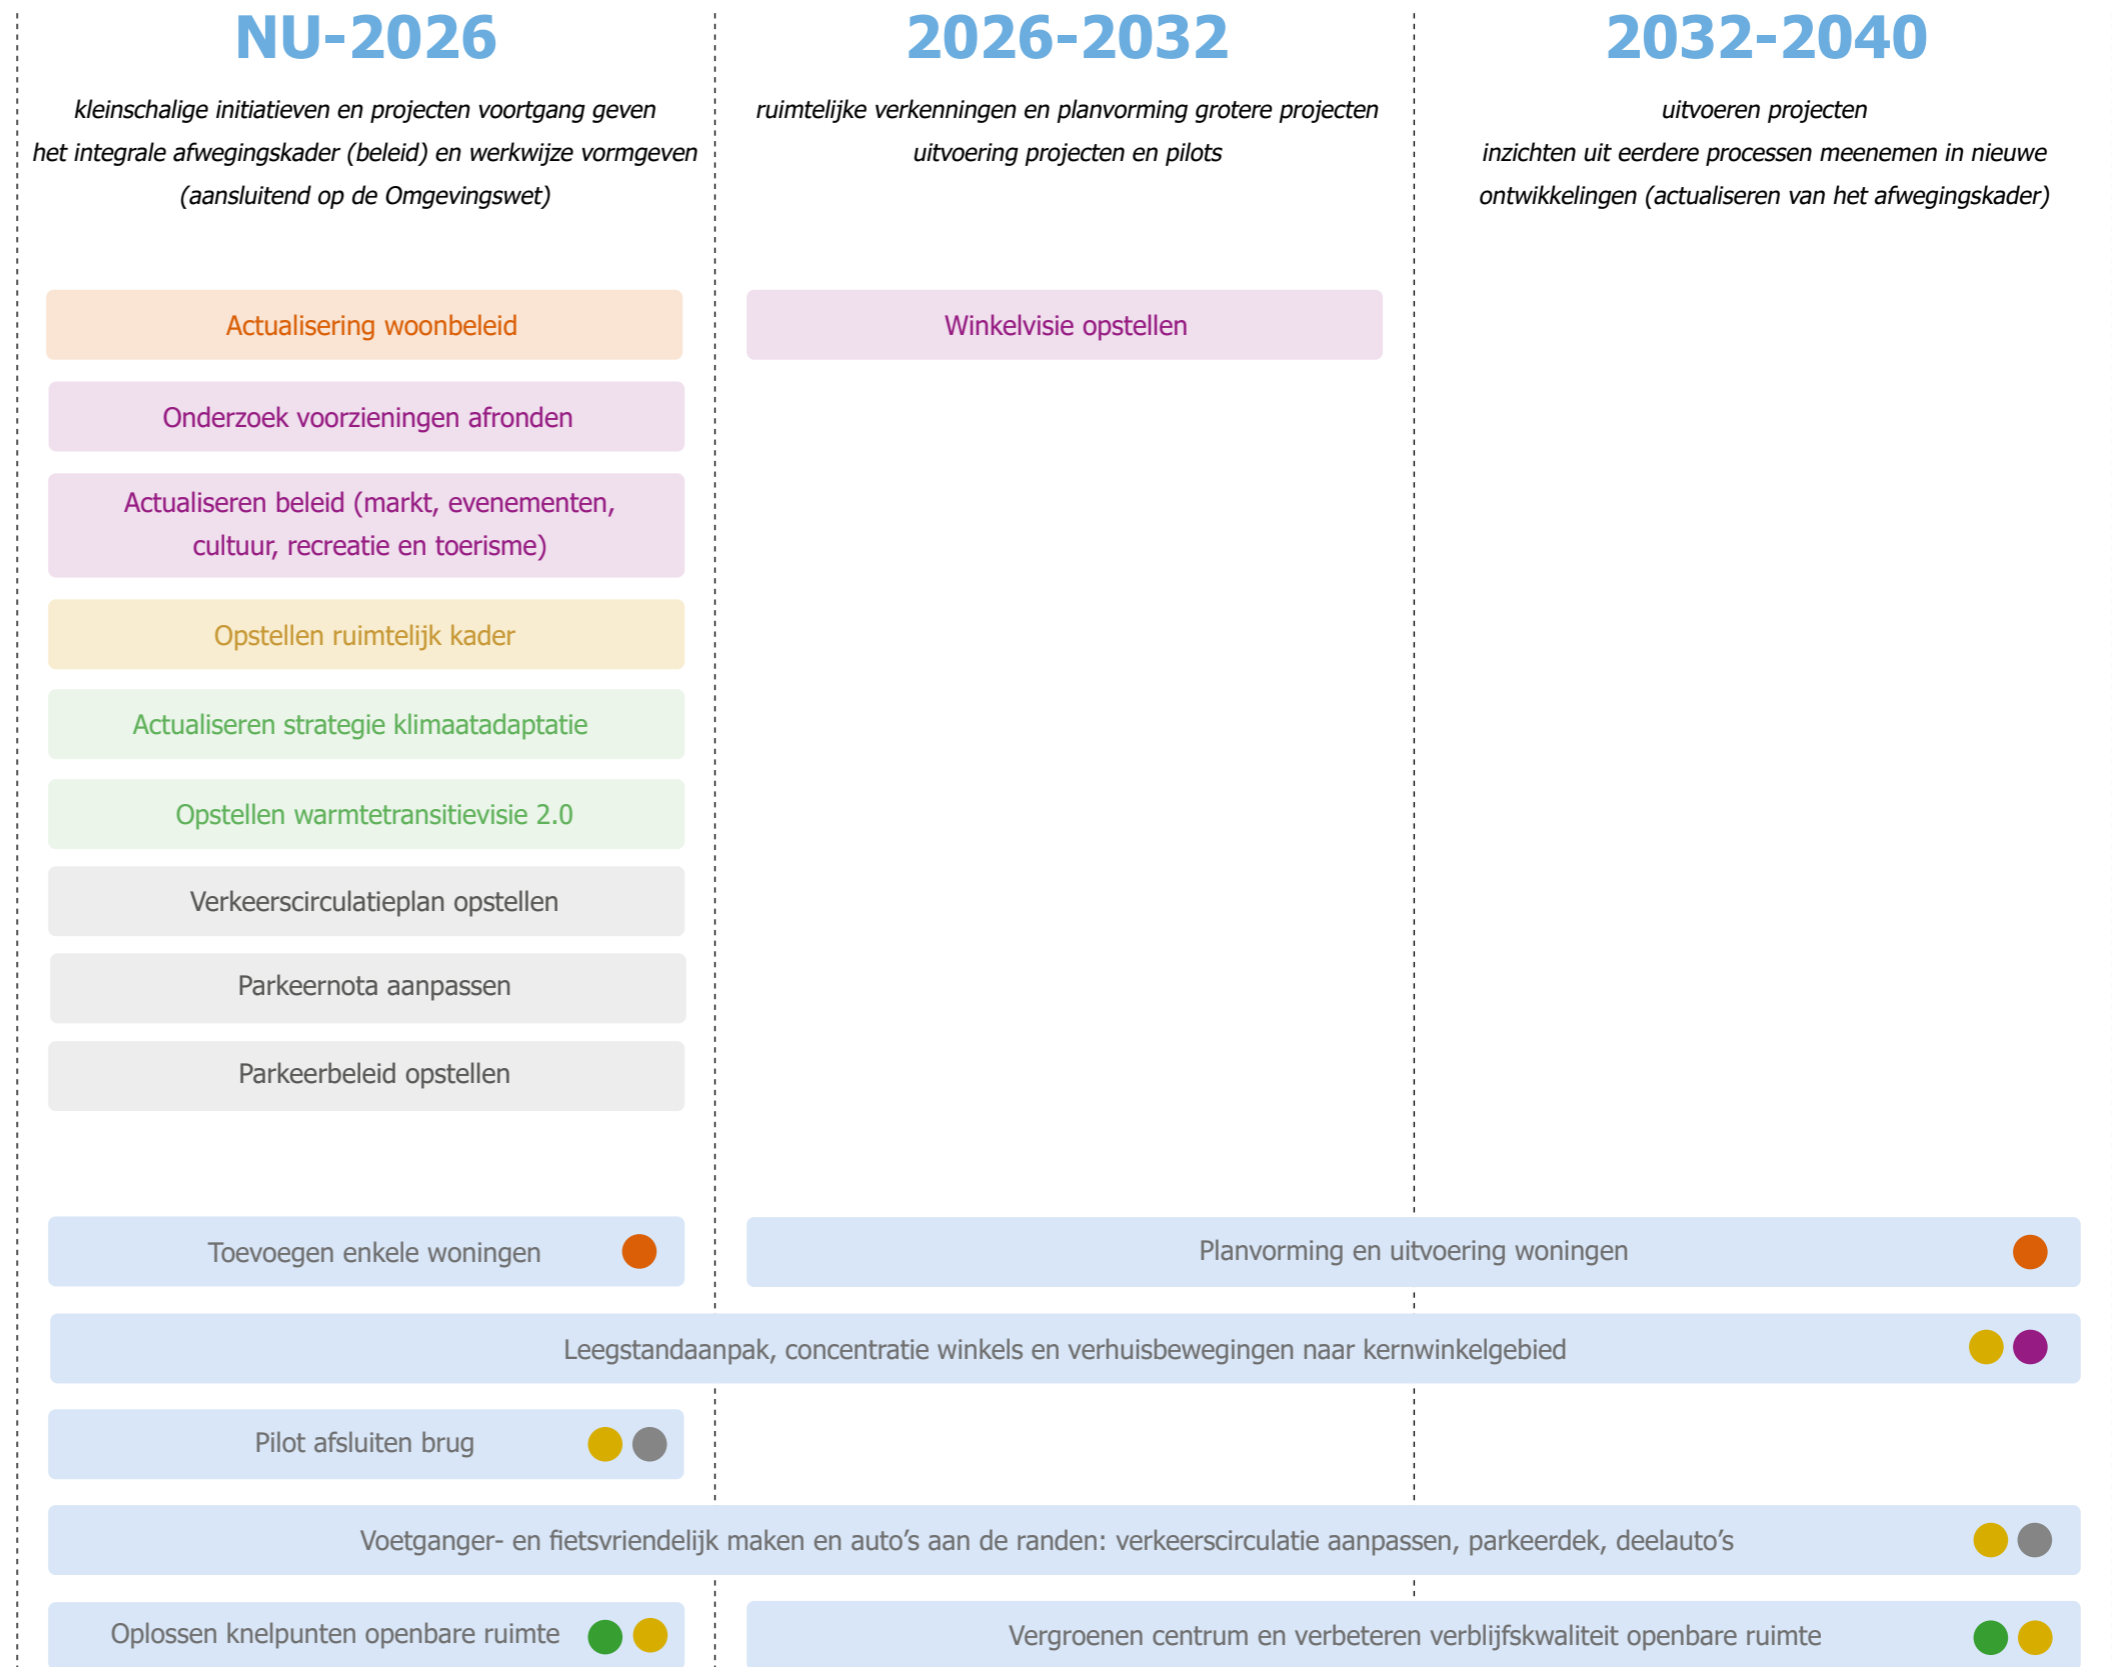 NU-2026
kleinschalige initiatieven en projecten voortgang geven
het integrale afwegingskader (beleid) en werkwijze vormgeven
(aansluitend op de Omgevingswet)
2026-2032
ruimtelijke verkenningen en planvorming grotere projecten
uitvoering projecten en pilots
2032-2040
uitvoeren projecten
inzichten uit eerdere processen meenemen in nieuwe
ontwikkelingen (actualiseren van het afwegingskader)
Actualisering woonbeleid
Winkelvisie opstellen
Onderzoek voorzieningen afronden
Actualiseren beleid (markt, evenementen,
cultuur, recreatie en toerisme)
Opstellen ruimtelijk kader
Actualiseren strategie klimaatadaptatie
Opstellen warmtetransitievisie 2.0
Verkeerscirculatieplan opstellen
Parkeernota aanpassen
Parkeerbeleid opstellen
Toevoegen enkele woningen
Planvorming en uitvoering woningen
Leegstandaanpak, concentratie winkels en verhuisbewegingen naar kernwinkelgebied
Pilot afsluiten brug
Voetganger- en fietsvriendelijk maken en auto’s aan de randen: verkeerscirculatie aanpassen, parkeerdek, deelauto’s
Oplossen knelpunten openbare ruimte
Vergroenen centrum en verbeteren verblijfskwaliteit openbare ruimte